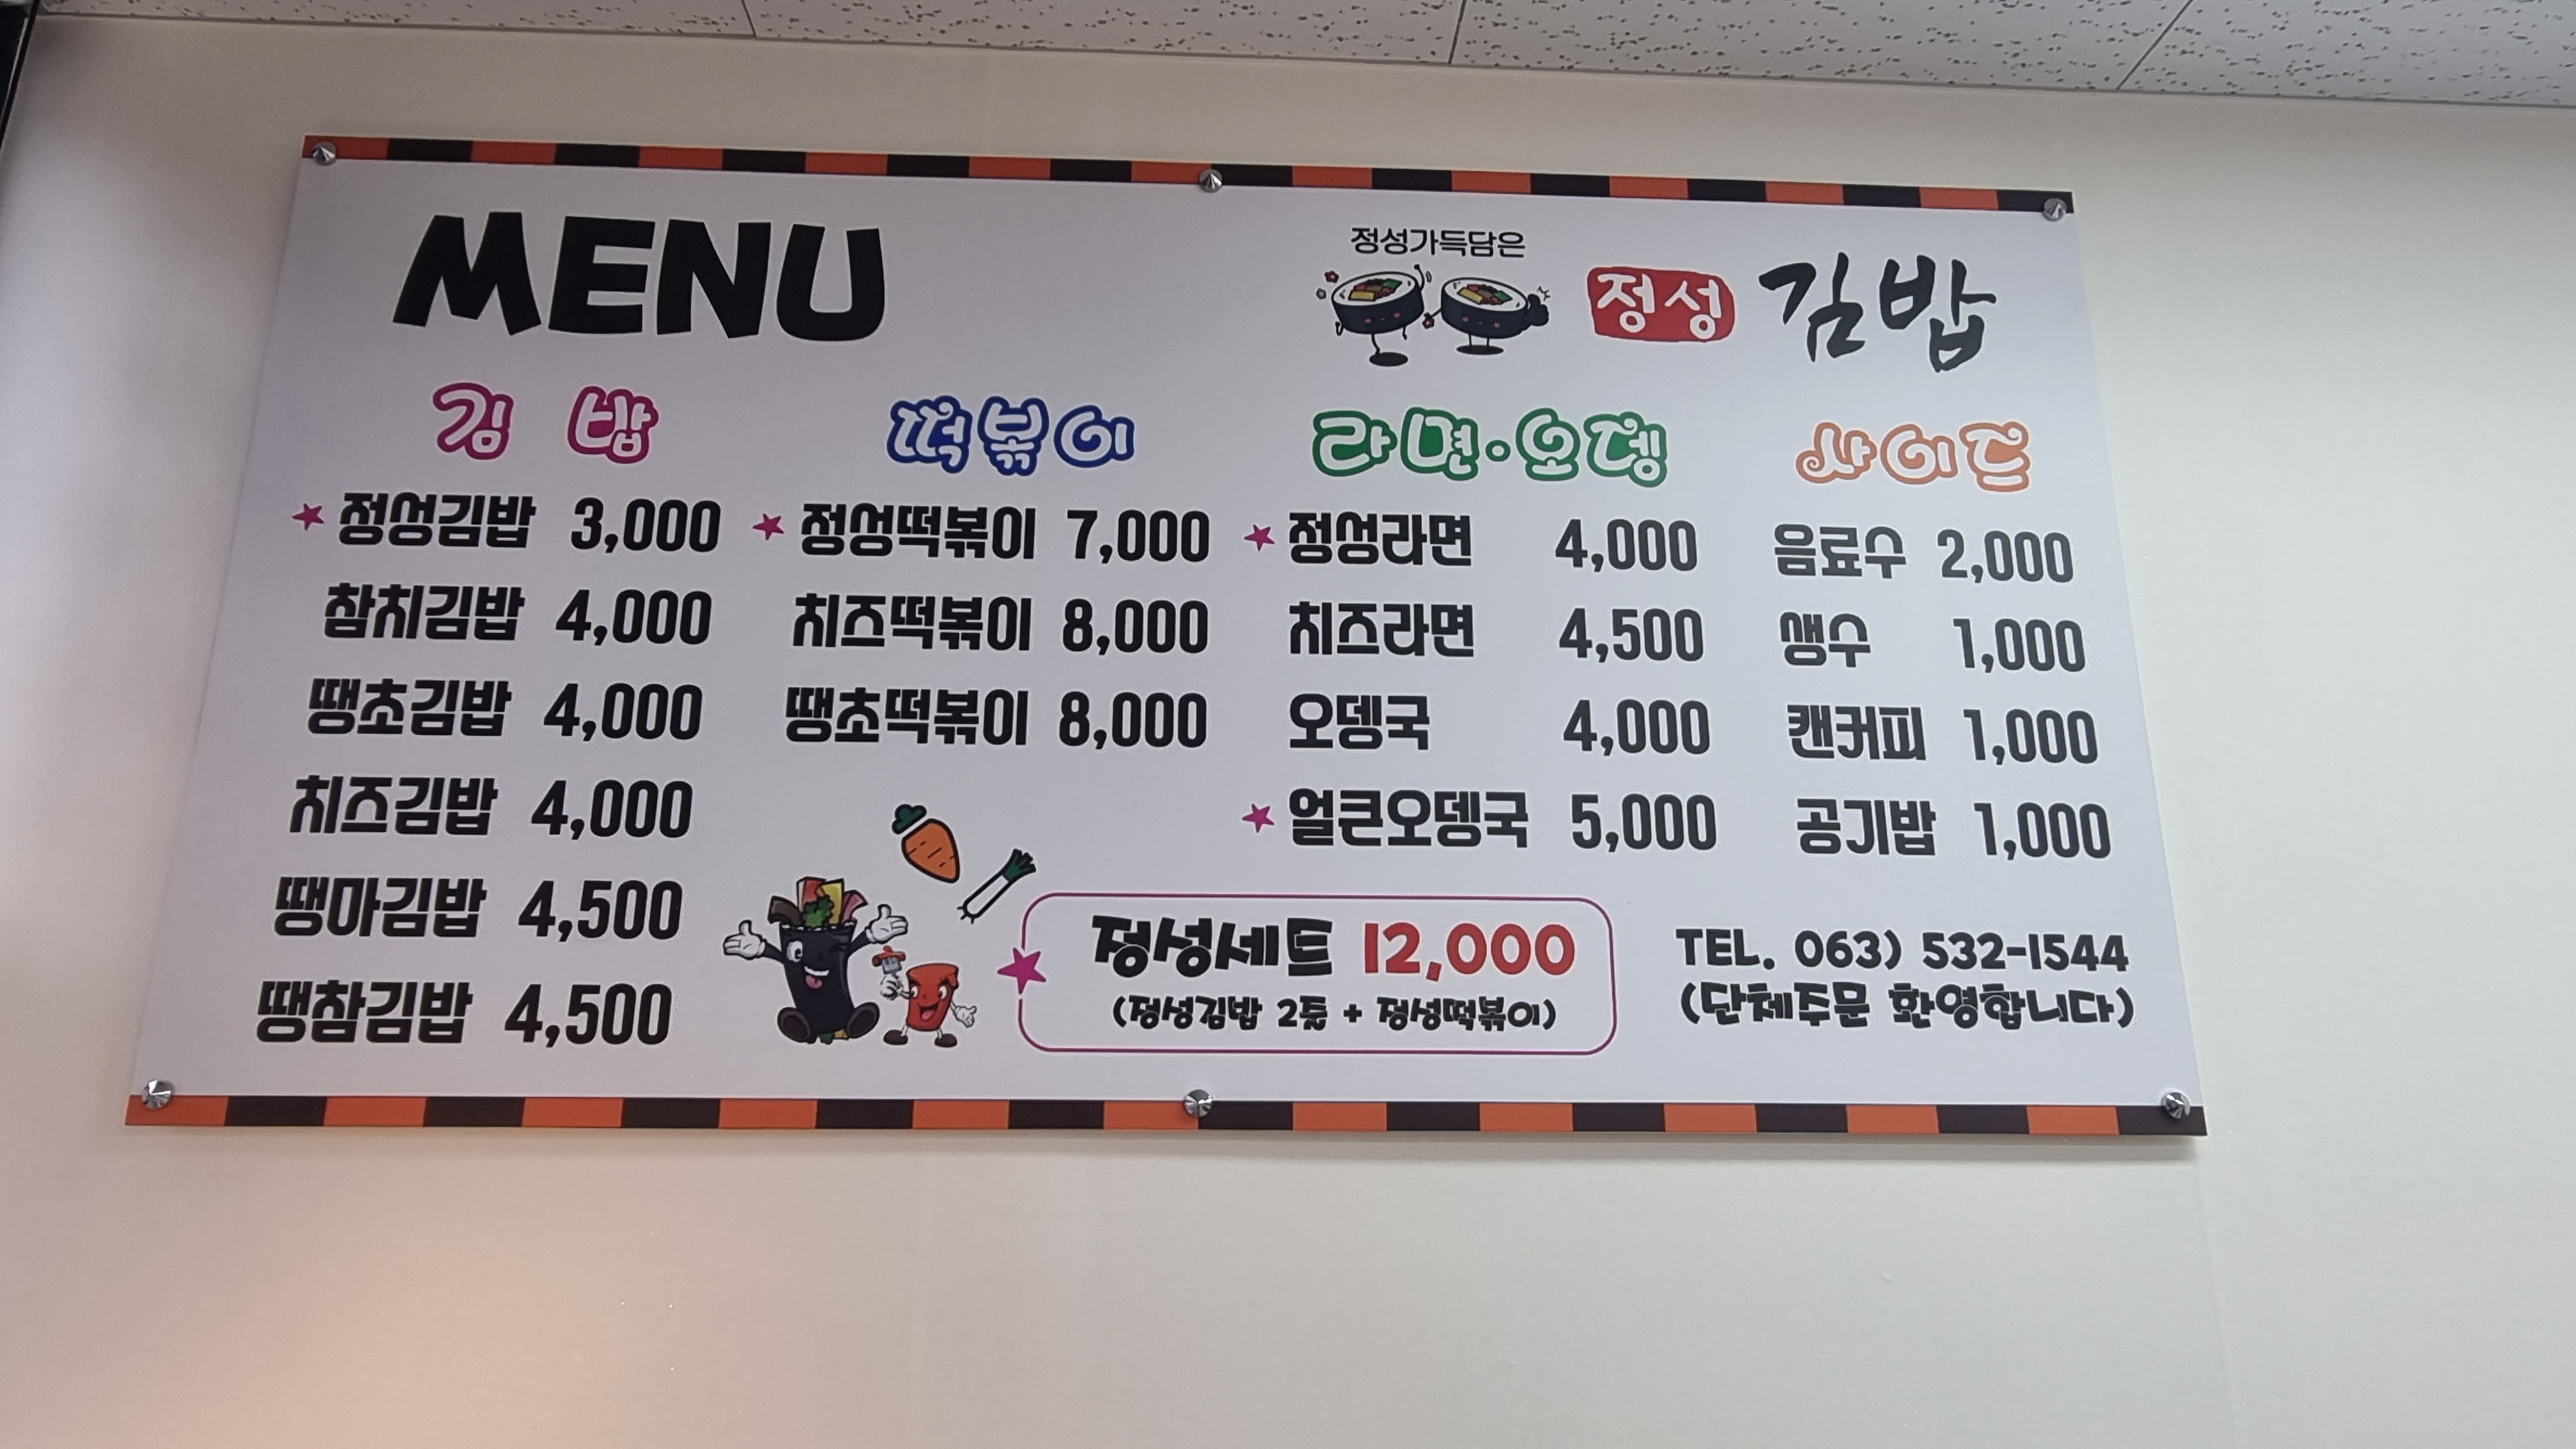 MENU
정성가득담은
정성 김밥
김 밥
정성김밥 3,000
참치김밥 4,000
땡초김밥 4,000
치즈김밥 4,000
땡마김밥 4,500
땡참김밥 4,500
떡볶이
정성떡볶이 7,000
치즈떡볶이 8,000
땡초떡볶이 8,000
라면·오뎅
정성라면 4,000
치즈라면 4,500
오뎅국 4,000
얼큰오뎅국 5,000
사이드
음료수 2,000
생수 1,000
캔커피 1,000
공기밥 1,000
정성세트 12,000
(정성김밥 2줄 + 정성떡볶이)
TEL. 063) 532-1544
(단체주문 환영합니다)